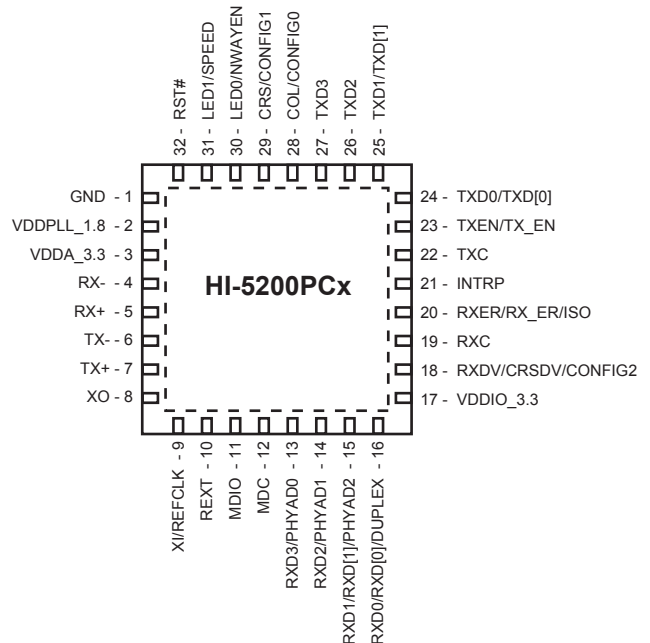 32 - RST#
31 - LED1/SPEED
30 - LED0/NWAYEN
29 - CRS/CONFIG1
28 - COL/CONFIG0
27 - TXD3
26 - TXD2
25 - TXD1/TXD[1]
GND - 1
VDDPLL_1.8 - 2
VDDA_3.3 - 3
RX- - 4
RX+ - 5
TX- - 6
TX+ - 7
XO - 8
HI-5200PCx
24 - TXD0/TXD[0]
23 - TXEN/TX_EN
22 - TXC
21 - INTRP
20 - RXER/RX_ER/ISO
19 - RXC
18 - RXDV/CRSDV/CONFIG2
17 - VDDIO_3.3
XI/REFCLK - 9
REXT - 10
MDIO - 11
MDC - 12
RXD3/PHYAD0 - 13
RXD2/PHYAD1 - 14
RXD1/RXD[1]/PHYAD2 - 15
RXD0/RXD[0]/DUPLEX - 16